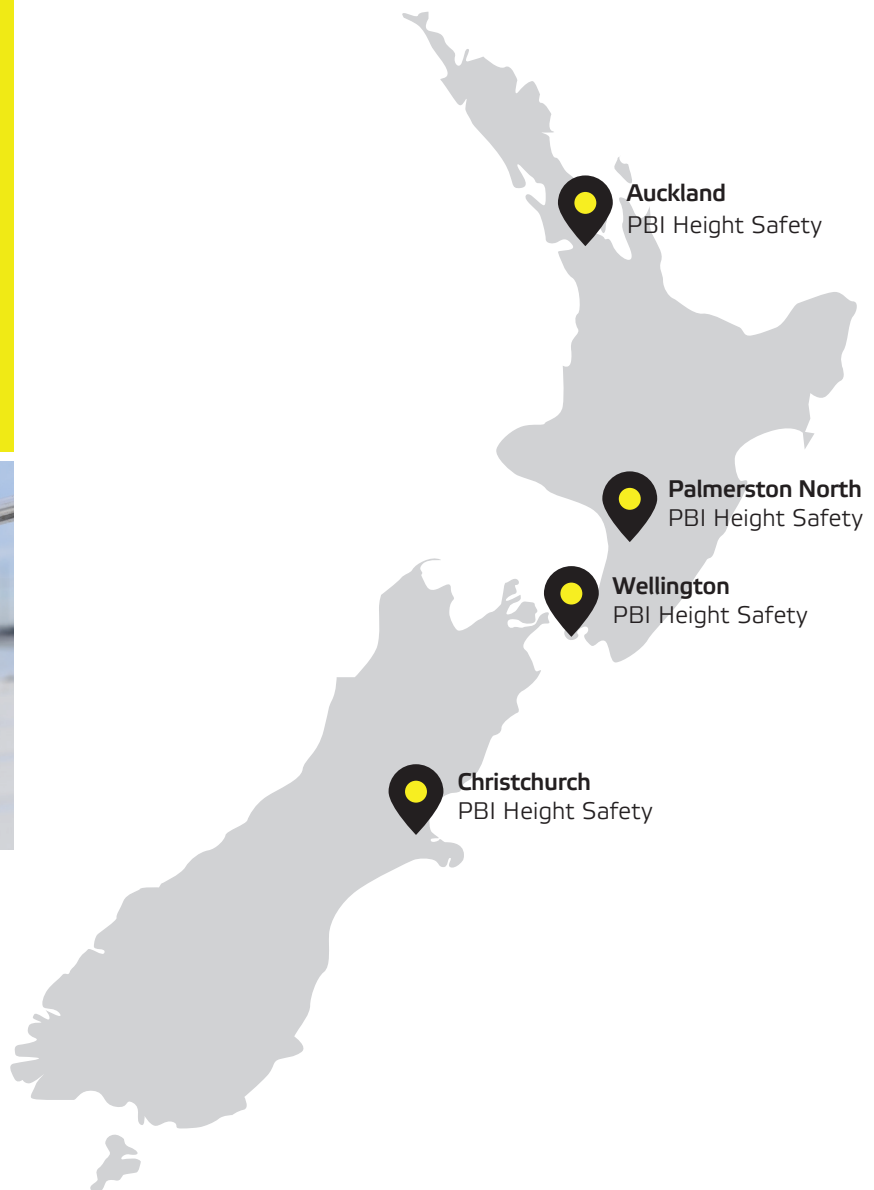 Auckland
PBI Height Safety
Palmerston North
PBI Height Safety
Wellington
PBI Height Safety
Christchurch
PBI Height Safety